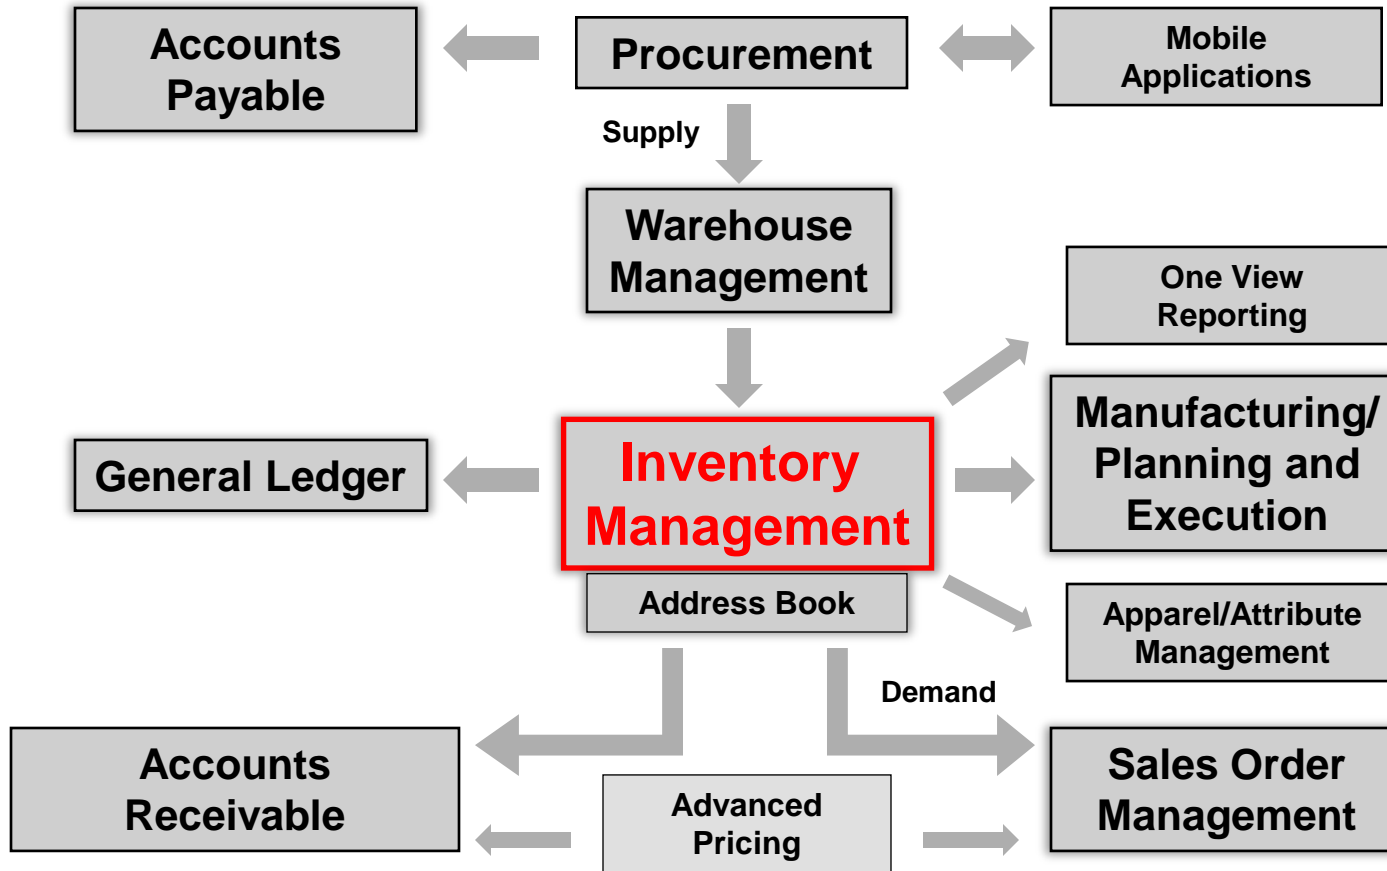 Accounts
Payable
Procurement
Mobile
Applications
Supply
Warehouse
Management
One View
Reporting
General Ledger
Inventory
Management
Manufacturing/
Planning and
Execution
Address Book
Apparel/Attribute
Management
Demand
Accounts
Receivable
Advanced
Pricing
Sales Order
Management